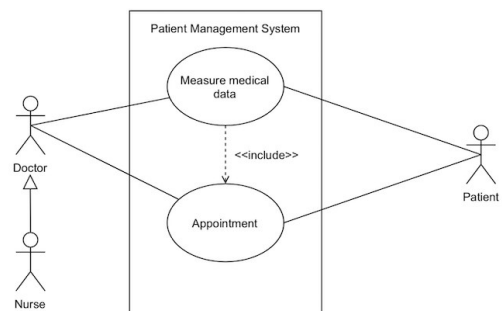 Patient Management System
Measure medical
data
<<include>>
Doctor
Patient
Appointment
Nurse